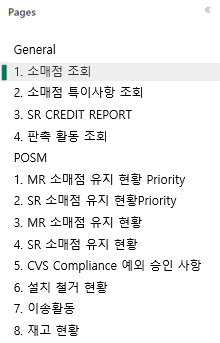 Pages
General
1. 소매점 조회
2. 소매점 특이사항 조회
3. SR CREDIT REPORT
4. 판촉 활동 조회
POSM
1. MR 소매점 유지 현황 Priority
2. SR 소매점 유지 현황Priority
3. MR 소매점 유지 현황
4. SR 소매점 유지 현황
5. CVS Compliance 예외 승인 사항
6. 설치 철거 현황
7. 이송활동
8. 재고 현황